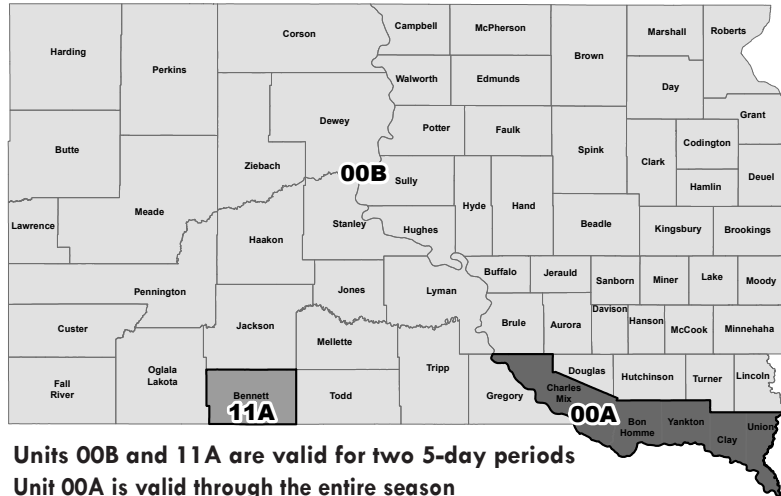 Harding
Perkins
Corson
Campbell
McPherson
Brown
Marshall
Roberts
Walworth
Edmunds
Day
Dewey
Grant
Butte
Ziebach
Potter
Faulk
Spink
Clark
Codington
Deuel
Hamlin
00B
Sully
Meade
Hyde
Hand
Lawrence
Haakon
Stanley
Hughes
Beadle
Kingsbury
Brookings
Pennington
Jones
Lyman
Buffalo
Jerauld
Sanborn
Miner
Lake
Moody
Custer
Jackson
Brule
Aurora
Davison
Hanson
McCook
Minnehaha
Mellette
Fall
River
Oglala
Lakota
Bennett
11A
Todd
Tripp
Gregory
Charles
Mix
Douglas
Hutchinson
Turner
Lincoln
00A
Bon
Homme
Yankton
Clay
Union
Units 00B and 11A are valid for two 5-day periods
Unit 00A is valid through the entire season